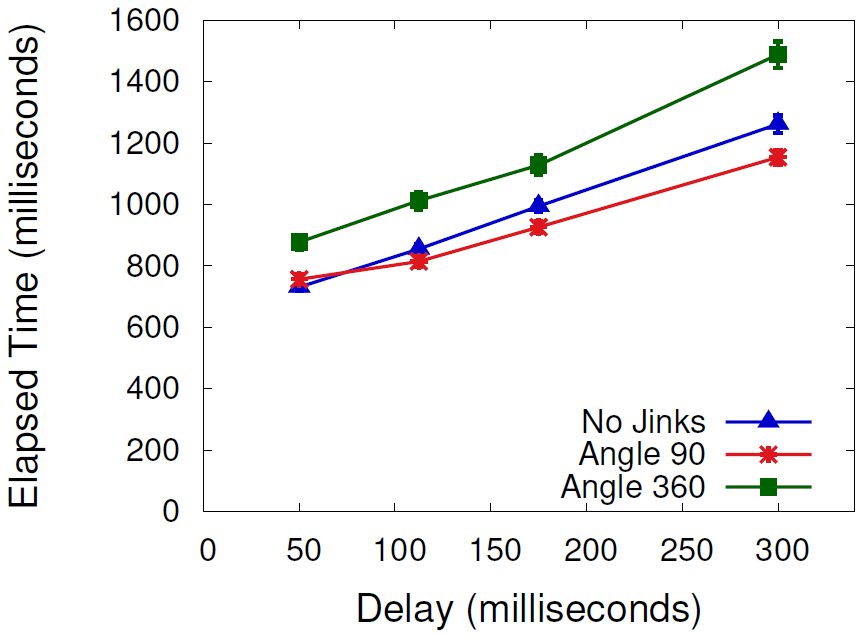 Elapsed Time (milliseconds)
1600
1400
1200
1000
800
600
400
200
0
No Jinks
Angle 90
Angle 360
0 50 100 150 200 250 300
Delay (milliseconds)